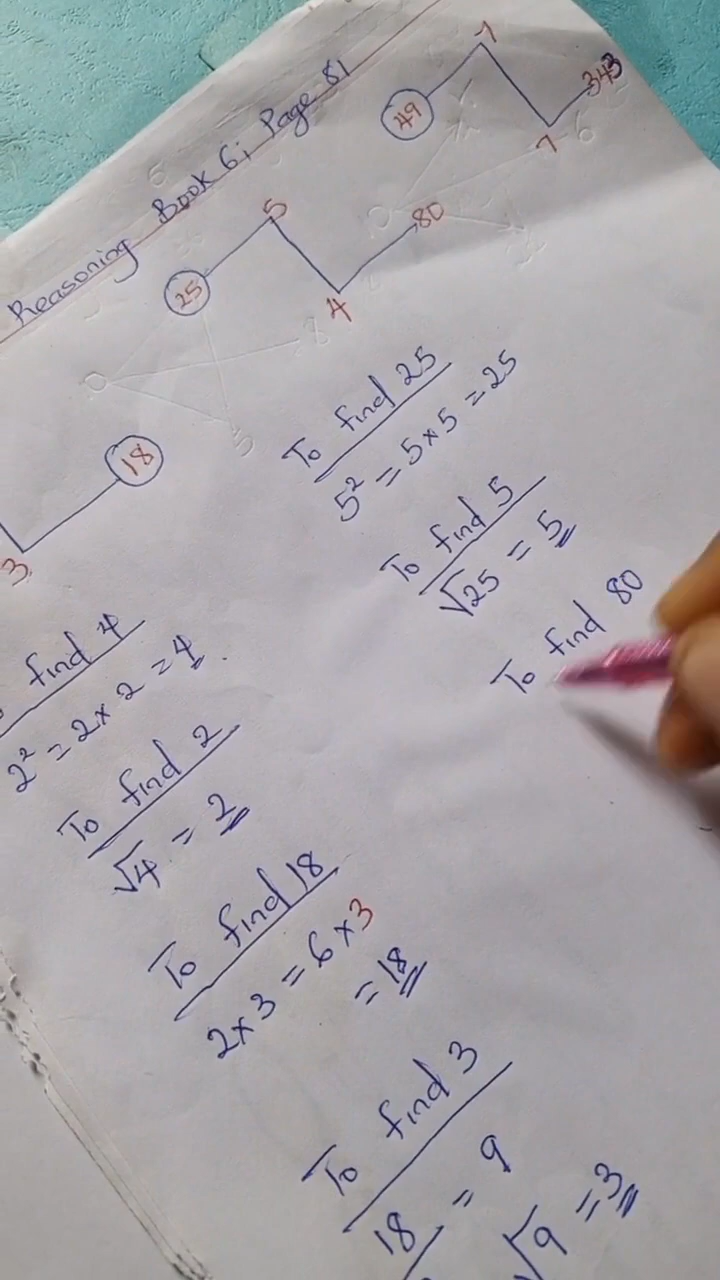 Reasoning Book 6; Page 81
49
7
7
343
25
5
4
80
18
3
find 4
2² = 2 x 2 = 4
To find 2
√4 = 2
To find 18
2 x 3 = 6 x 3
= 18
To find 3
18 = 9
√9 = 3
To find 25
5² = 5 x 5 = 25
To find 5
√25 = 5
To find 80